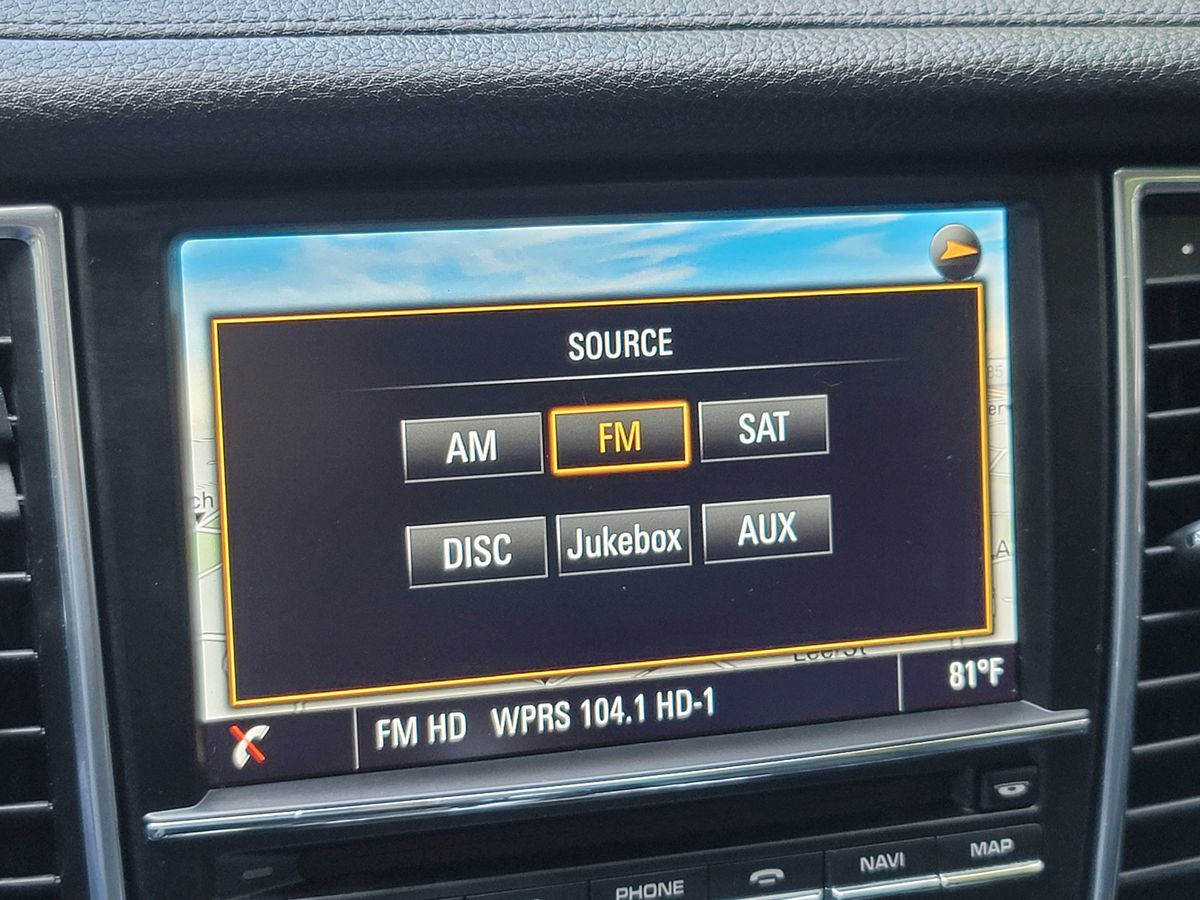 SOURCE
AM FM SAT
DISC Jukebox AUX
81°F
FM HD WPRS 104.1 HD-1
PHONE NAVI MAP